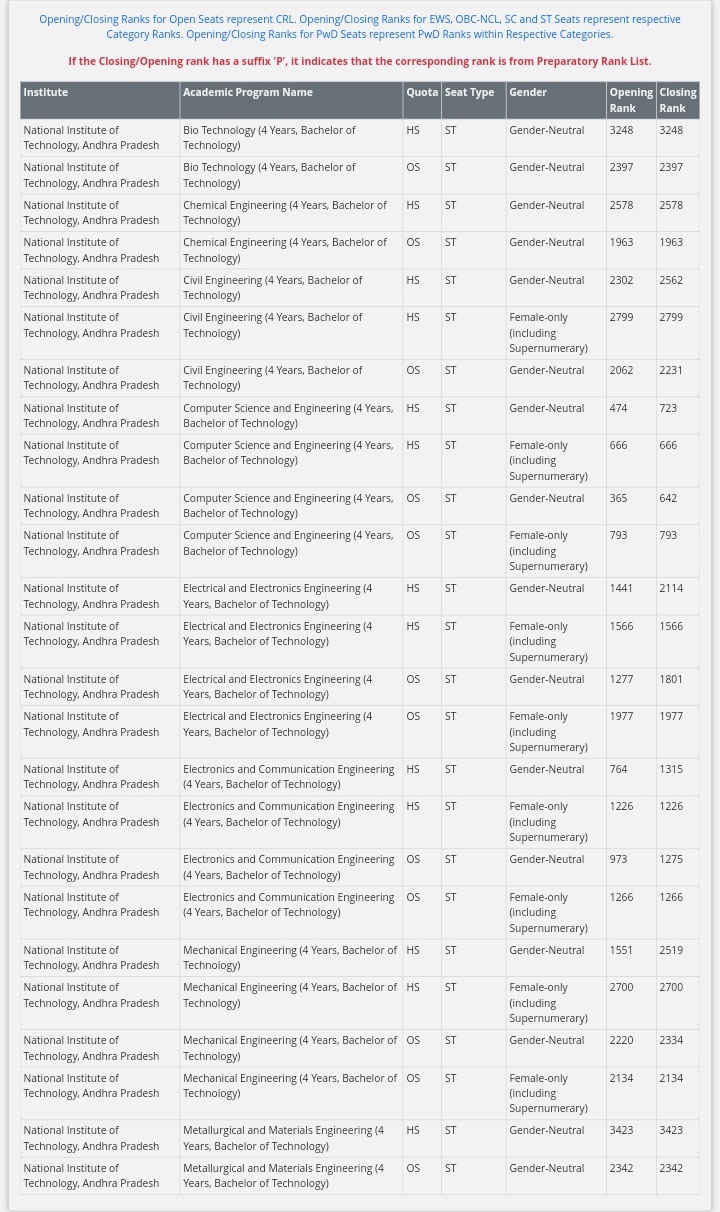 Opening/Closing Ranks for Open Seats represent CRL. Opening/Closing Ranks for EWS, OBC-NCL, SC and ST Seats represent respective
Category Ranks. Opening/Closing Ranks for PwD Seats represent PwD Ranks within Respective Categories.
If the Closing/Opening rank has a suffix 'P', it indicates that the corresponding rank is from Preparatory Rank List.
Institute Academic Program Name Quota Seat Type Gender Opening Closing
Rank Rank
National Institute of Bio Technology (4 Years, Bachelor of HS ST Gender-Neutral 3248 3248
Technology, Andhra Pradesh Technology)
National Institute of Bio Technology (4 Years, Bachelor of OS ST Gender-Neutral 2397 2397
Technology, Andhra Pradesh Technology)
National Institute of Chemical Engineering (4 Years, Bachelor of HS ST Gender-Neutral 2578 2578
Technology, Andhra Pradesh Technology)
National Institute of Chemical Engineering (4 Years, Bachelor of OS ST Gender-Neutral 1963 1963
Technology, Andhra Pradesh Technology)
National Institute of Civil Engineering (4 Years, Bachelor of HS ST Gender-Neutral 2302 2562
Technology, Andhra Pradesh Technology)
National Institute of Civil Engineering (4 Years, Bachelor of HS ST Female-only 2799 2799
Technology, Andhra Pradesh Technology) (including
Supernumerary)
National Institute of Civil Engineering (4 Years, Bachelor of OS ST Gender-Neutral 2062 2231
Technology, Andhra Pradesh Technology)
National Institute of Computer Science and Engineering (4 Years, HS ST Gender-Neutral 474 723
Technology, Andhra Pradesh Bachelor of Technology)
National Institute of Computer Science and Engineering (4 Years, HS ST Female-only 666 666
Technology, Andhra Pradesh Bachelor of Technology) (including
Supernumerary)
National Institute of Computer Science and Engineering (4 Years, OS ST Gender-Neutral 365 642
Technology, Andhra Pradesh Bachelor of Technology)
National Institute of Computer Science and Engineering (4 Years, OS ST Female-only 793 793
Technology, Andhra Pradesh Bachelor of Technology) (including
Supernumerary)
National Institute of Electrical and Electronics Engineering (4 HS ST Gender-Neutral 1441 2114
Technology, Andhra Pradesh Years, Bachelor of Technology)
National Institute of Electrical and Electronics Engineering (4 HS ST Female-only 1566 1566
Technology, Andhra Pradesh Years, Bachelor of Technology) (including
Supernumerary)
National Institute of Electrical and Electronics Engineering (4 OS ST Gender-Neutral 1277 1801
Technology, Andhra Pradesh Years, Bachelor of Technology)
National Institute of Electrical and Electronics Engineering (4 OS ST Female-only 1977 1977
Technology, Andhra Pradesh Years, Bachelor of Technology) (including
Supernumerary)
National Institute of Electronics and Communication Engineering HS ST Gender-Neutral 764 1315
Technology, Andhra Pradesh (4 Years, Bachelor of Technology)
National Institute of Electronics and Communication Engineering HS ST Female-only 1226 1226
Technology, Andhra Pradesh (4 Years, Bachelor of Technology) (including
Supernumerary)
National Institute of Electronics and Communication Engineering OS ST Gender-Neutral 973 1275
Technology, Andhra Pradesh (4 Years, Bachelor of Technology)
National Institute of Electronics and Communication Engineering OS ST Female-only 1266 1266
Technology, Andhra Pradesh (4 Years, Bachelor of Technology) (including
Supernumerary)
National Institute of Mechanical Engineering (4 Years, Bachelor of HS ST Gender-Neutral 1551 2519
Technology, Andhra Pradesh Technology)
National Institute of Mechanical Engineering (4 Years, Bachelor of HS ST Female-only 2700 2700
Technology, Andhra Pradesh Technology) (including
Supernumerary)
National Institute of Mechanical Engineering (4 Years, Bachelor of OS ST Gender-Neutral 2220 2334
Technology, Andhra Pradesh Technology)
National Institute of Mechanical Engineering (4 Years, Bachelor of OS ST Female-only 2134 2134
Technology, Andhra Pradesh Technology) (including
Supernumerary)
National Institute of Metallurgical and Materials Engineering (4 HS ST Gender-Neutral 3423 3423
Technology, Andhra Pradesh Years, Bachelor of Technology)
National Institute of Metallurgical and Materials Engineering (4 OS ST Gender-Neutral 2342 2342
Technology, Andhra Pradesh Years, Bachelor of Technology)